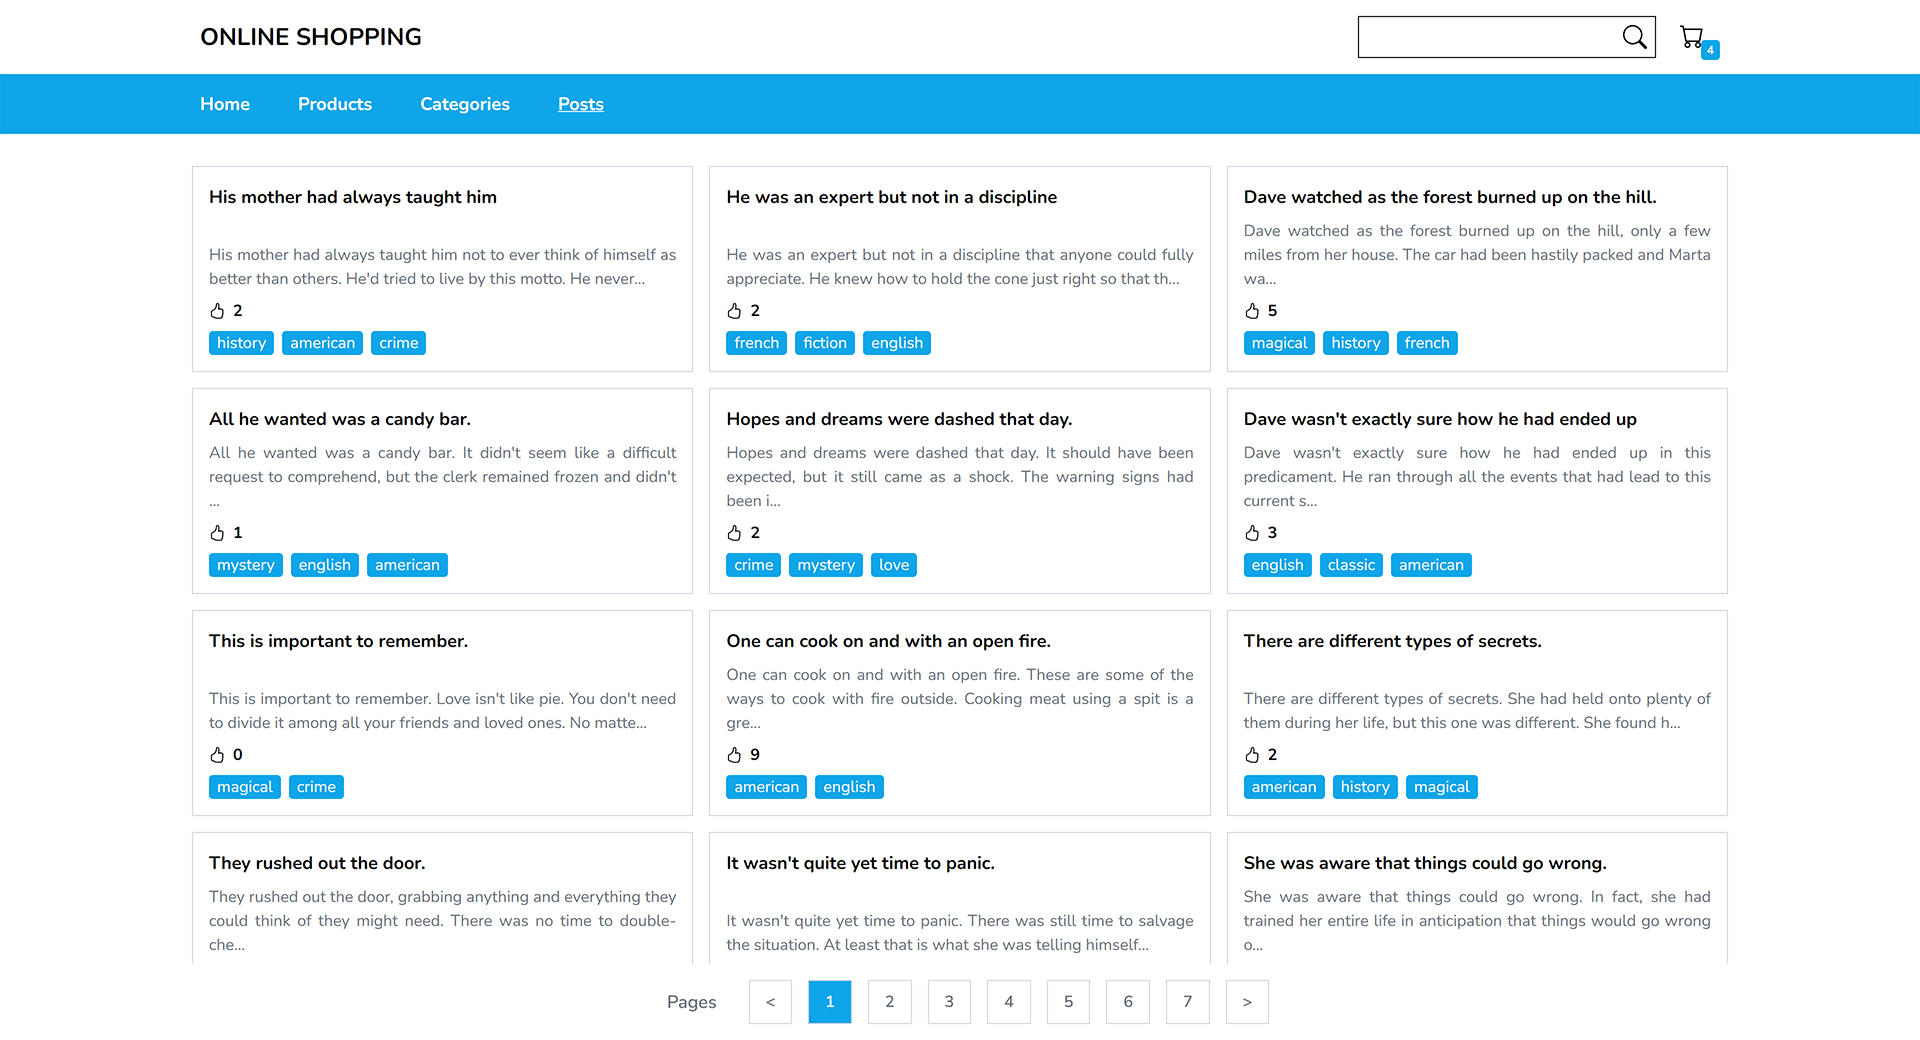 ONLINE SHOPPING
4
Home Products Categories Posts
His mother had always taught him
His mother had always taught him not to ever think of himself as
better than others. He'd tried to live by this motto. He never...
2
history american crime
He was an expert but not in a discipline
He was an expert but not in a discipline that anyone could fully
appreciate. He knew how to hold the cone just right so that th...
2
french fiction english
Dave watched as the forest burned up on the hill.
Dave watched as the forest burned up on the hill, only a few
miles from her house. The car had been hastily packed and Marta
wa...
5
magical history french
All he wanted was a candy bar.
All he wanted was a candy bar. It didn't seem like a difficult
request to comprehend, but the clerk remained frozen and didn't
...
1
mystery english american
Hopes and dreams were dashed that day.
Hopes and dreams were dashed that day. It should have been
expected, but it still came as a shock. The warning signs had
been i...
2
crime mystery love
Dave wasn't exactly sure how he had ended up
Dave wasn't exactly sure how he had ended up in this
predicament. He ran through all the events that had lead to this
current s...
3
english classic american
This is important to remember.
This is important to remember. Love isn't like pie. You don't need
to divide it among all your friends and loved ones. No matte...
0
magical crime
One can cook on and with an open fire.
One can cook on and with an open fire. These are some of the
ways to cook with fire outside. Cooking meat using a spit is a
gre...
9
american english
There are different types of secrets.
There are different types of secrets. She had held onto plenty of
them during her life, but this one was different. She found h...
2
american history magical
They rushed out the door.
They rushed out the door, grabbing anything and everything they
could think of they might need. There was no time to double-
che...
It wasn't quite yet time to panic.
It wasn't quite yet time to panic. There was still time to salvage
the situation. At least that is what she was telling himself...
She was aware that things could go wrong.
She was aware that things could go wrong. In fact, she had
trained her entire life in anticipation that things would go wrong
o...
Pages < 1 2 3 4 5 6 7 >